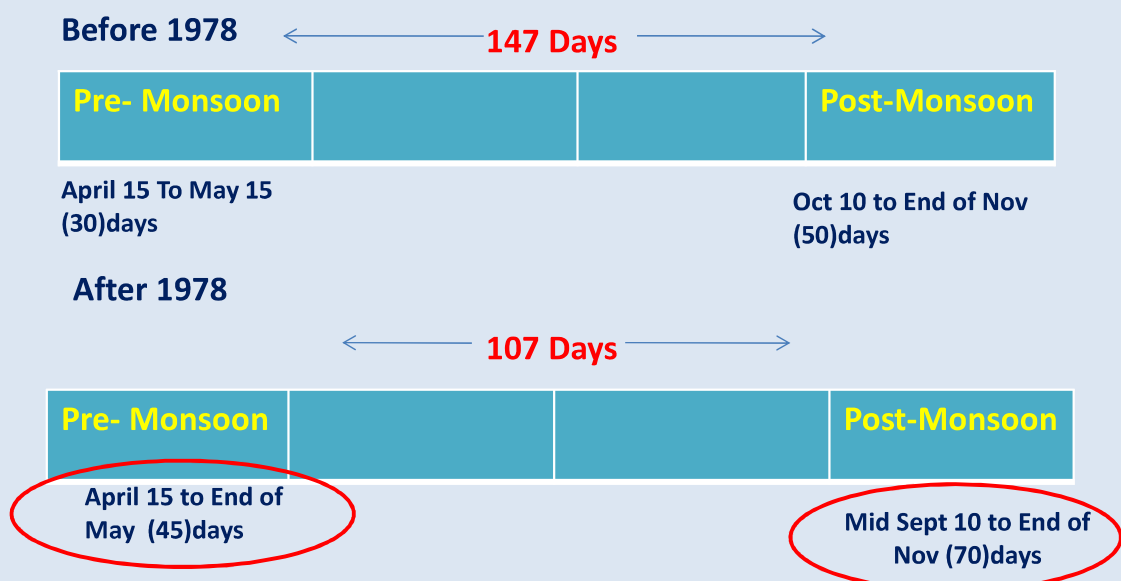 Before 1978
147 Days
Pre- Monsoon
Post-Monsoon
April 15 To May 15
(30)days
Oct 10 to End of Nov
(50)days
After 1978
107 Days
Pre- Monsoon
Post-Monsoon
April 15 to End of
May (45)days
Mid Sept 10 to End of
Nov (70)days